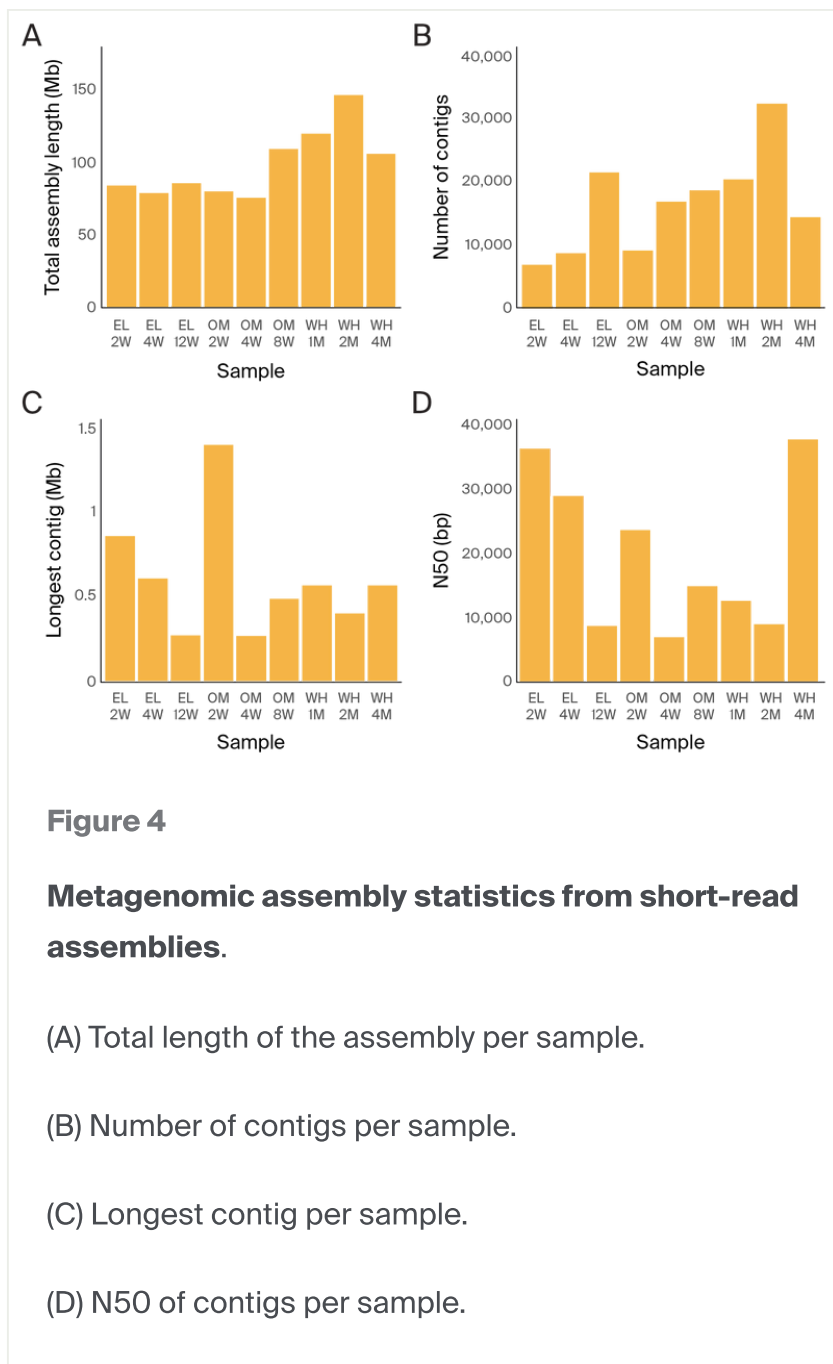 A
Total assembly length (Mb)
150
100
50
0
EL EL EL OM OM OM WH WH WH
2W 4W 12W 2W 4W 8W 1M 2M 4M
Sample
B
Number of contigs
40,000
30,000
20,000
10,000
0
EL EL EL OM OM OM WH WH WH
2W 4W 12W 2W 4W 8W 1M 2M 4M
Sample
C
Longest contig (Mb)
1.5
1
0.5
0
EL EL EL OM OM OM WH WH WH
2W 4W 12W 2W 4W 8W 1M 2M 4M
Sample
D
N50 (bp)
40,000
30,000
20,000
10,000
0
EL EL EL OM OM OM WH WH WH
2W 4W 12W 2W 4W 8W 1M 2M 4M
Sample
Figure 4
Metagenomic assembly statistics from short-read
assemblies.
(A) Total length of the assembly per sample.
(B) Number of contigs per sample.
(C) Longest contig per sample.
(D) N50 of contigs per sample.